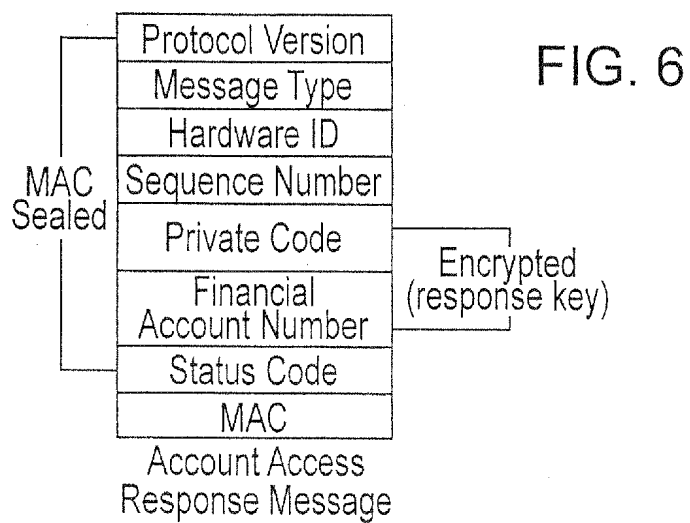 Protocol Version
FIG. 6
Message Type
Hardware ID
Sequence Number
MAC
Sealed
Private Code
Encrypted
(response key)
Financial
Account Number
Status Code
MAC
Account Access
Response Message